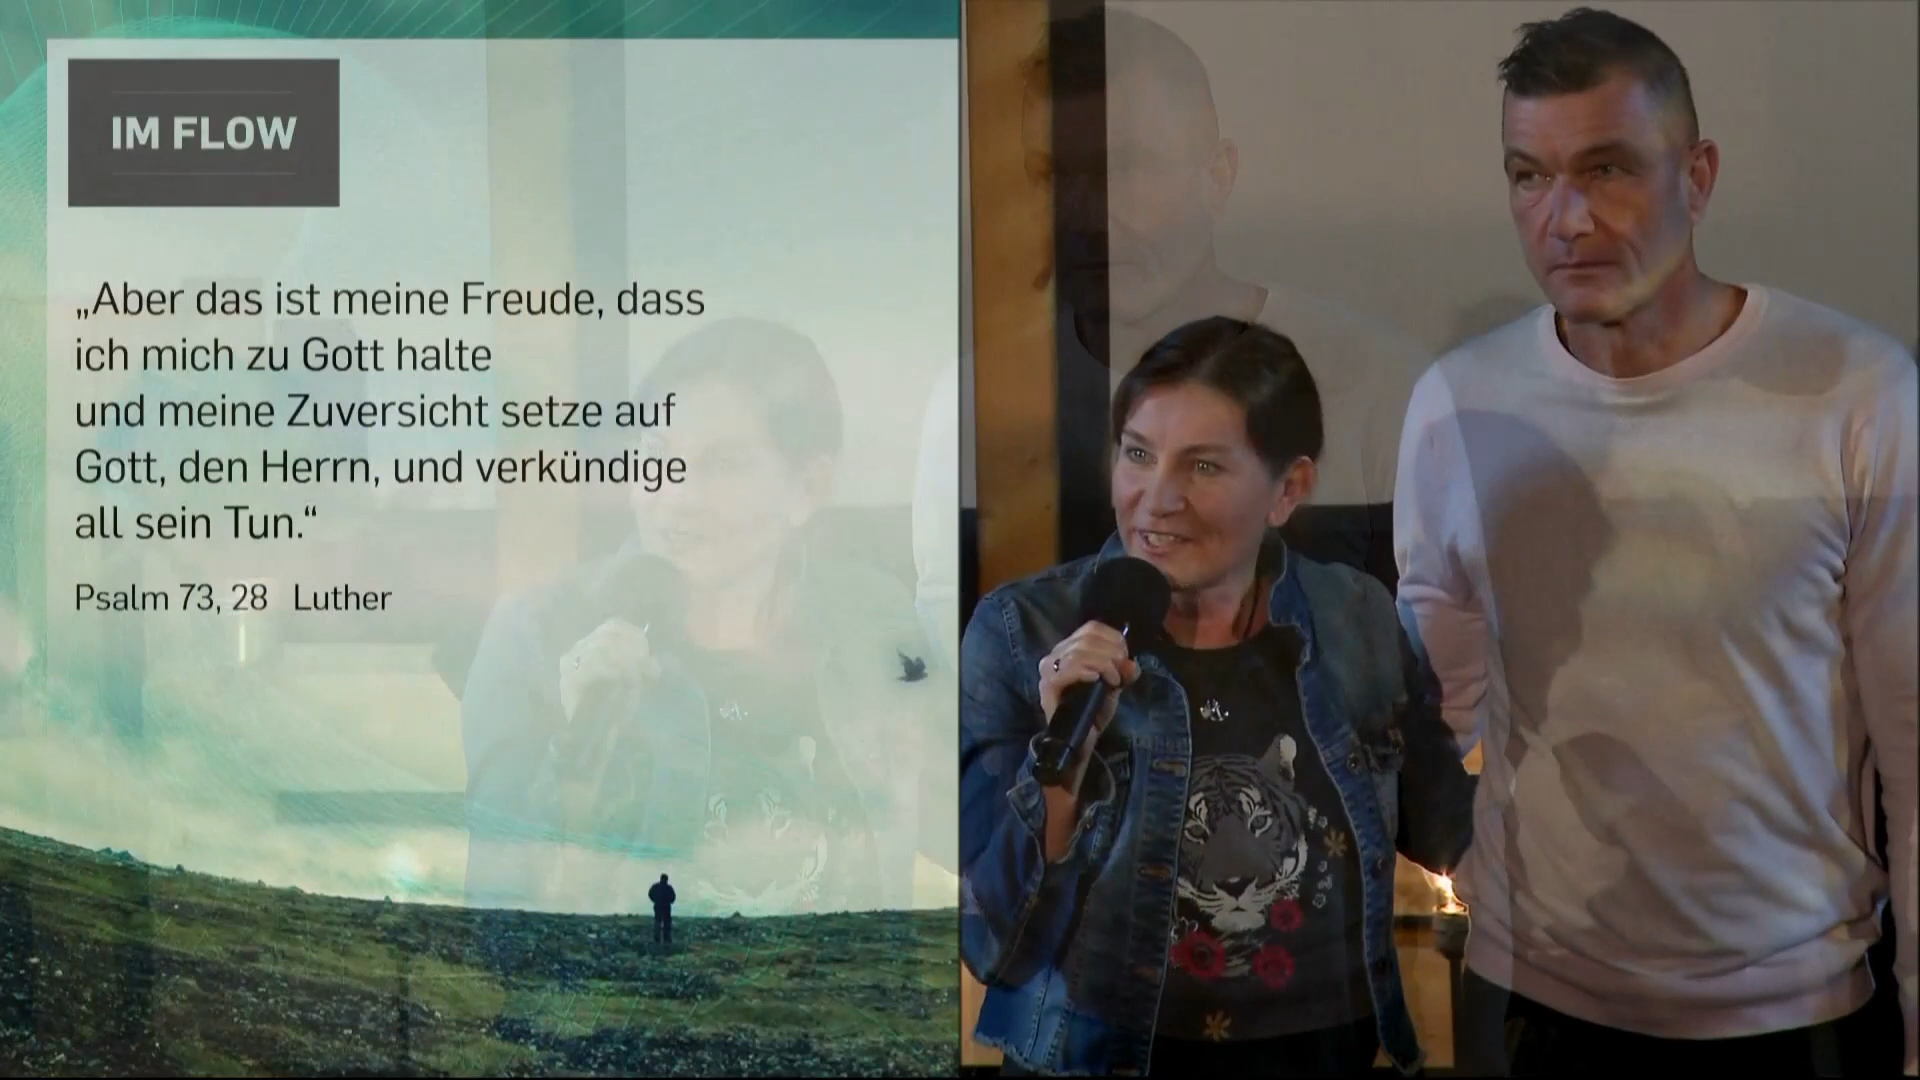 IM FLOW
„Aber das ist meine Freude, dass
ich mich zu Gott halte
und meine Zuversicht setze auf
Gott, den Herrn, und verkündige
all sein Tun.“
Psalm 73, 28 Luther